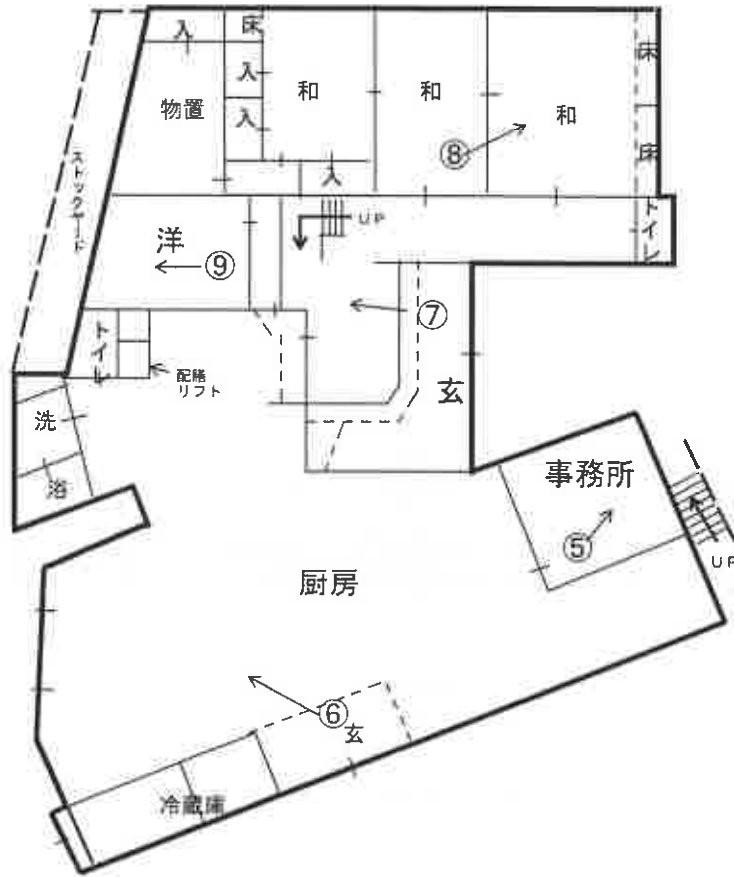 入
床
入
入
物置
和
和
和
床
床
⑧
入
ストックヤード
UP
トイレ
洋
⑨
⑦
トイレ
配膳
リフト
玄
洗
浴
事務所
⑤
UP
厨房
⑥
玄
冷蔵庫